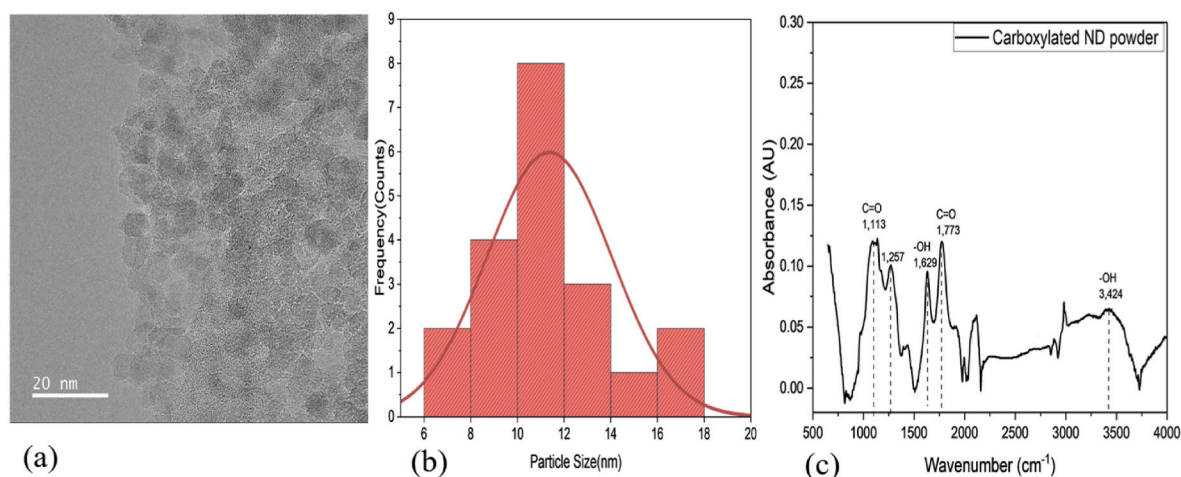 20 nm
(a)
9
8
7
6
5
4
3
2
1
0
Frequency(Counts)
6 8 10 12 14 16 18 20
Particle Size(nm)
(b)
0.30
0.25
0.20
0.15
0.10
0.05
0.00
Absorbance (AU)
Carboxylated ND powder
C=O
1,113
1,257
-OH
1,629
C=O
1,773
-OH
3,424
500 1000 1500 2000 2500 3000 3500 4000
Wavenumber (cm⁻¹)
(c)